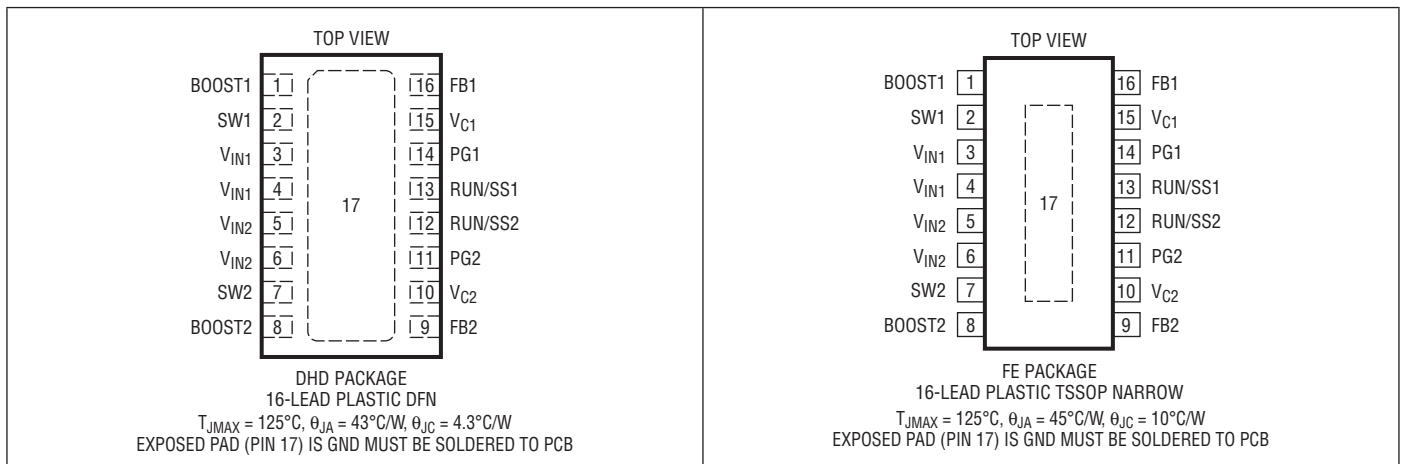 TOP VIEW
BOOST1 1 16 FB1
SW1 2 15 VC1
VIN1 3 14 PG1
VIN1 4 13 RUN/SS1
17
VIN2 5 12 RUN/SS2
VIN2 6 11 PG2
SW2 7 10 VC2
BOOST2 8 9 FB2
DHD PACKAGE
16-LEAD PLASTIC DFN
TJMAX = 125°C, θJA = 43°C/W, θJC = 4.3°C/W
EXPOSED PAD (PIN 17) IS GND MUST BE SOLDERED TO PCB
TOP VIEW
BOOST1 1 16 FB1
SW1 2 15 VC1
VIN1 3 14 PG1
VIN1 4 13 RUN/SS1
17
VIN2 5 12 RUN/SS2
VIN2 6 11 PG2
SW2 7 10 VC2
BOOST2 8 9 FB2
FE PACKAGE
16-LEAD PLASTIC TSSOP NARROW
TJMAX = 125°C, θJA = 45°C/W, θJC = 10°C/W
EXPOSED PAD (PIN 17) IS GND MUST BE SOLDERED TO PCB